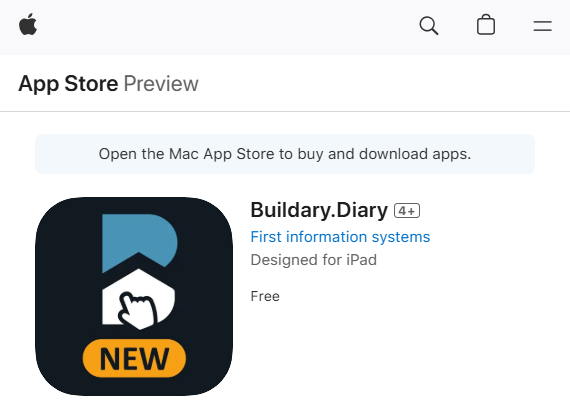 App Store Preview
Open the Mac App Store to buy and download apps.
Buildary.Diary 4+
First information systems
Designed for iPad
Free
NEW